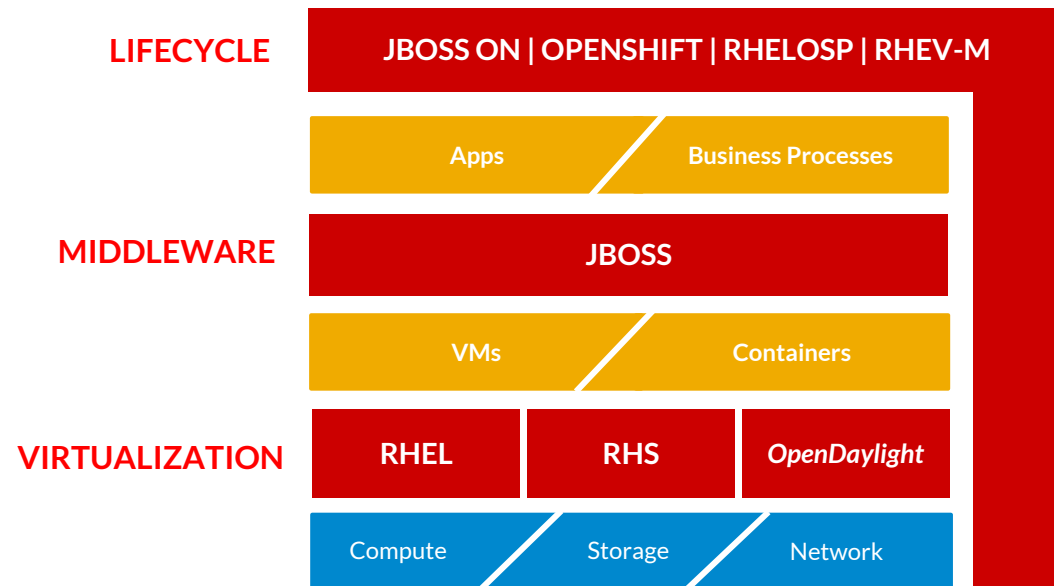 LIFECYCLE
JBOSS ON | OPENSHIFT | RHELOSP | RHEV-M
Apps
Business Processes
MIDDLEWARE
JBOSS
VMs
Containers
VIRTUALIZATION
RHEL
RHS
OpenDaylight
Compute
Storage
Network